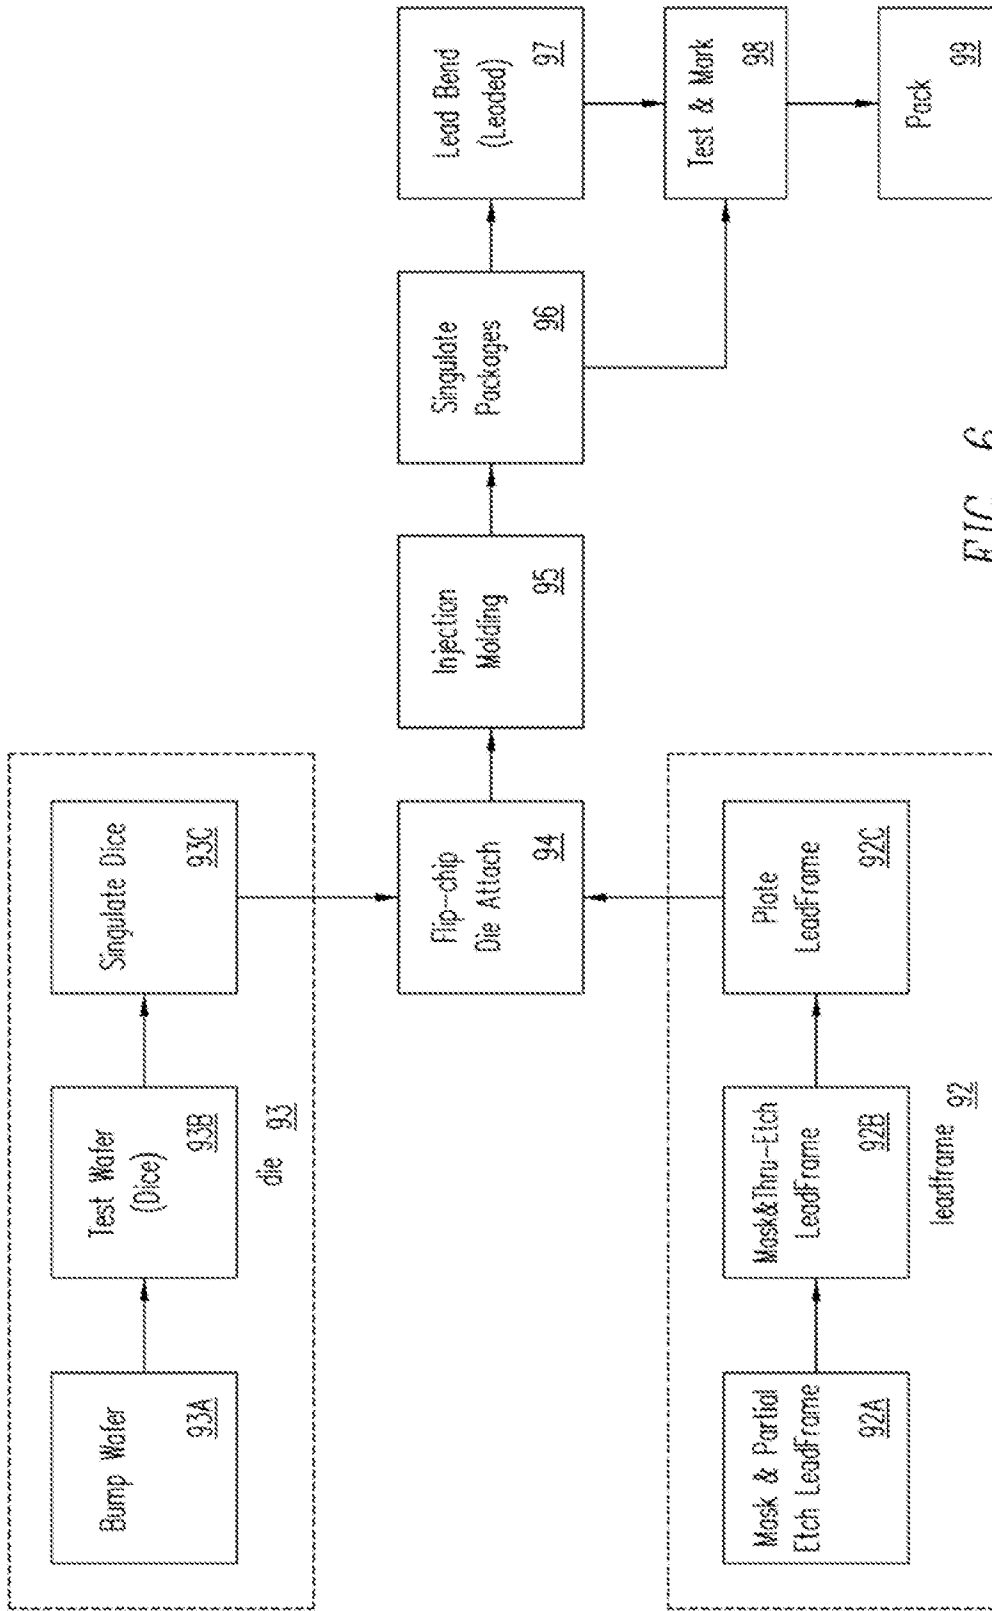 Bump Wafer
93A
Test Wafer
(Dice)
93B
Singulate Dice
93C
die 93
Mask & Partial
Etch LeadFrame
92A
Mask&Thru-Etch
LeadFrame
92B
Plate
LeadFrame
92C
leadframe 92
Flip-chip
Die Attach
94
Injection
Molding
95
Singulate
Packages
96
Lead Bend
(Leaded)
97
Test & Mark
98
Pack
99
FIG. 6